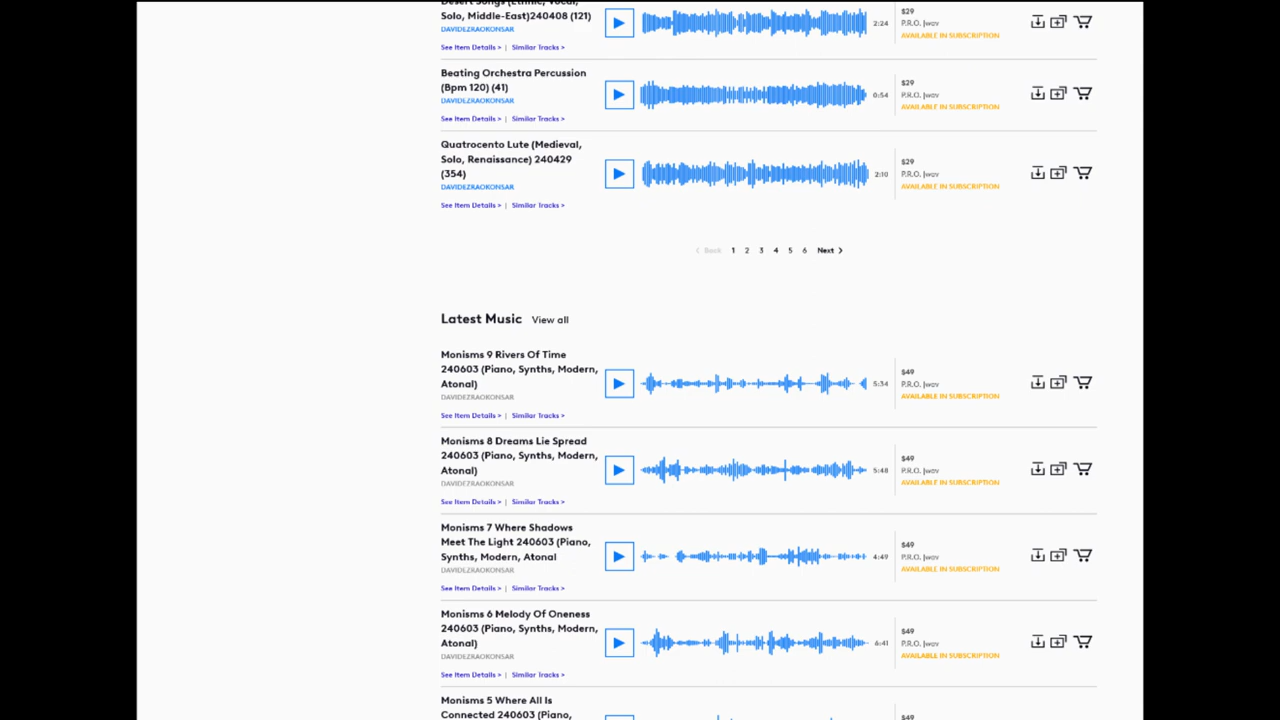 Desert Songs (Ethnic, Vocal,
Solo, Middle-East)240408 (121)
DAVIDEZRAOKONSAR
See Item Details > | Similar Tracks >
2:24
$29
P.R.O. |wav
AVAILABLE IN SUBSCRIPTION
Beating Orchestra Percussion
(Bpm 120) (41)
DAVIDEZRAOKONSAR
See Item Details > | Similar Tracks >
0:54
$29
P.R.O. |wav
AVAILABLE IN SUBSCRIPTION
Quatrocento Lute (Medieval,
Solo, Renaissance) 240429
(354)
DAVIDEZRAOKONSAR
See Item Details > | Similar Tracks >
2:10
$29
P.R.O. |wav
AVAILABLE IN SUBSCRIPTION
< Back 1 2 3 4 5 6 Next >
Latest Music View all
Monisms 9 Rivers Of Time
240603 (Piano, Synths, Modern,
Atonal)
DAVIDEZRAOKONSAR
See Item Details > | Similar Tracks >
5:34
$49
P.R.O. |wav
AVAILABLE IN SUBSCRIPTION
Monisms 8 Dreams Lie Spread
240603 (Piano, Synths, Modern,
Atonal)
DAVIDEZRAOKONSAR
See Item Details > | Similar Tracks >
5:48
$49
P.R.O. |wav
AVAILABLE IN SUBSCRIPTION
Monisms 7 Where Shadows
Meet The Light 240603 (Piano,
Synths, Modern, Atonal
DAVIDEZRAOKONSAR
See Item Details > | Similar Tracks >
4:49
$49
P.R.O. |wav
AVAILABLE IN SUBSCRIPTION
Monisms 6 Melody Of Oneness
240603 (Piano, Synths, Modern,
Atonal)
DAVIDEZRAOKONSAR
See Item Details > | Similar Tracks >
6:41
$49
P.R.O. |wav
AVAILABLE IN SUBSCRIPTION
Monisms 5 Where All Is
Connected 240603 (Piano,
$49